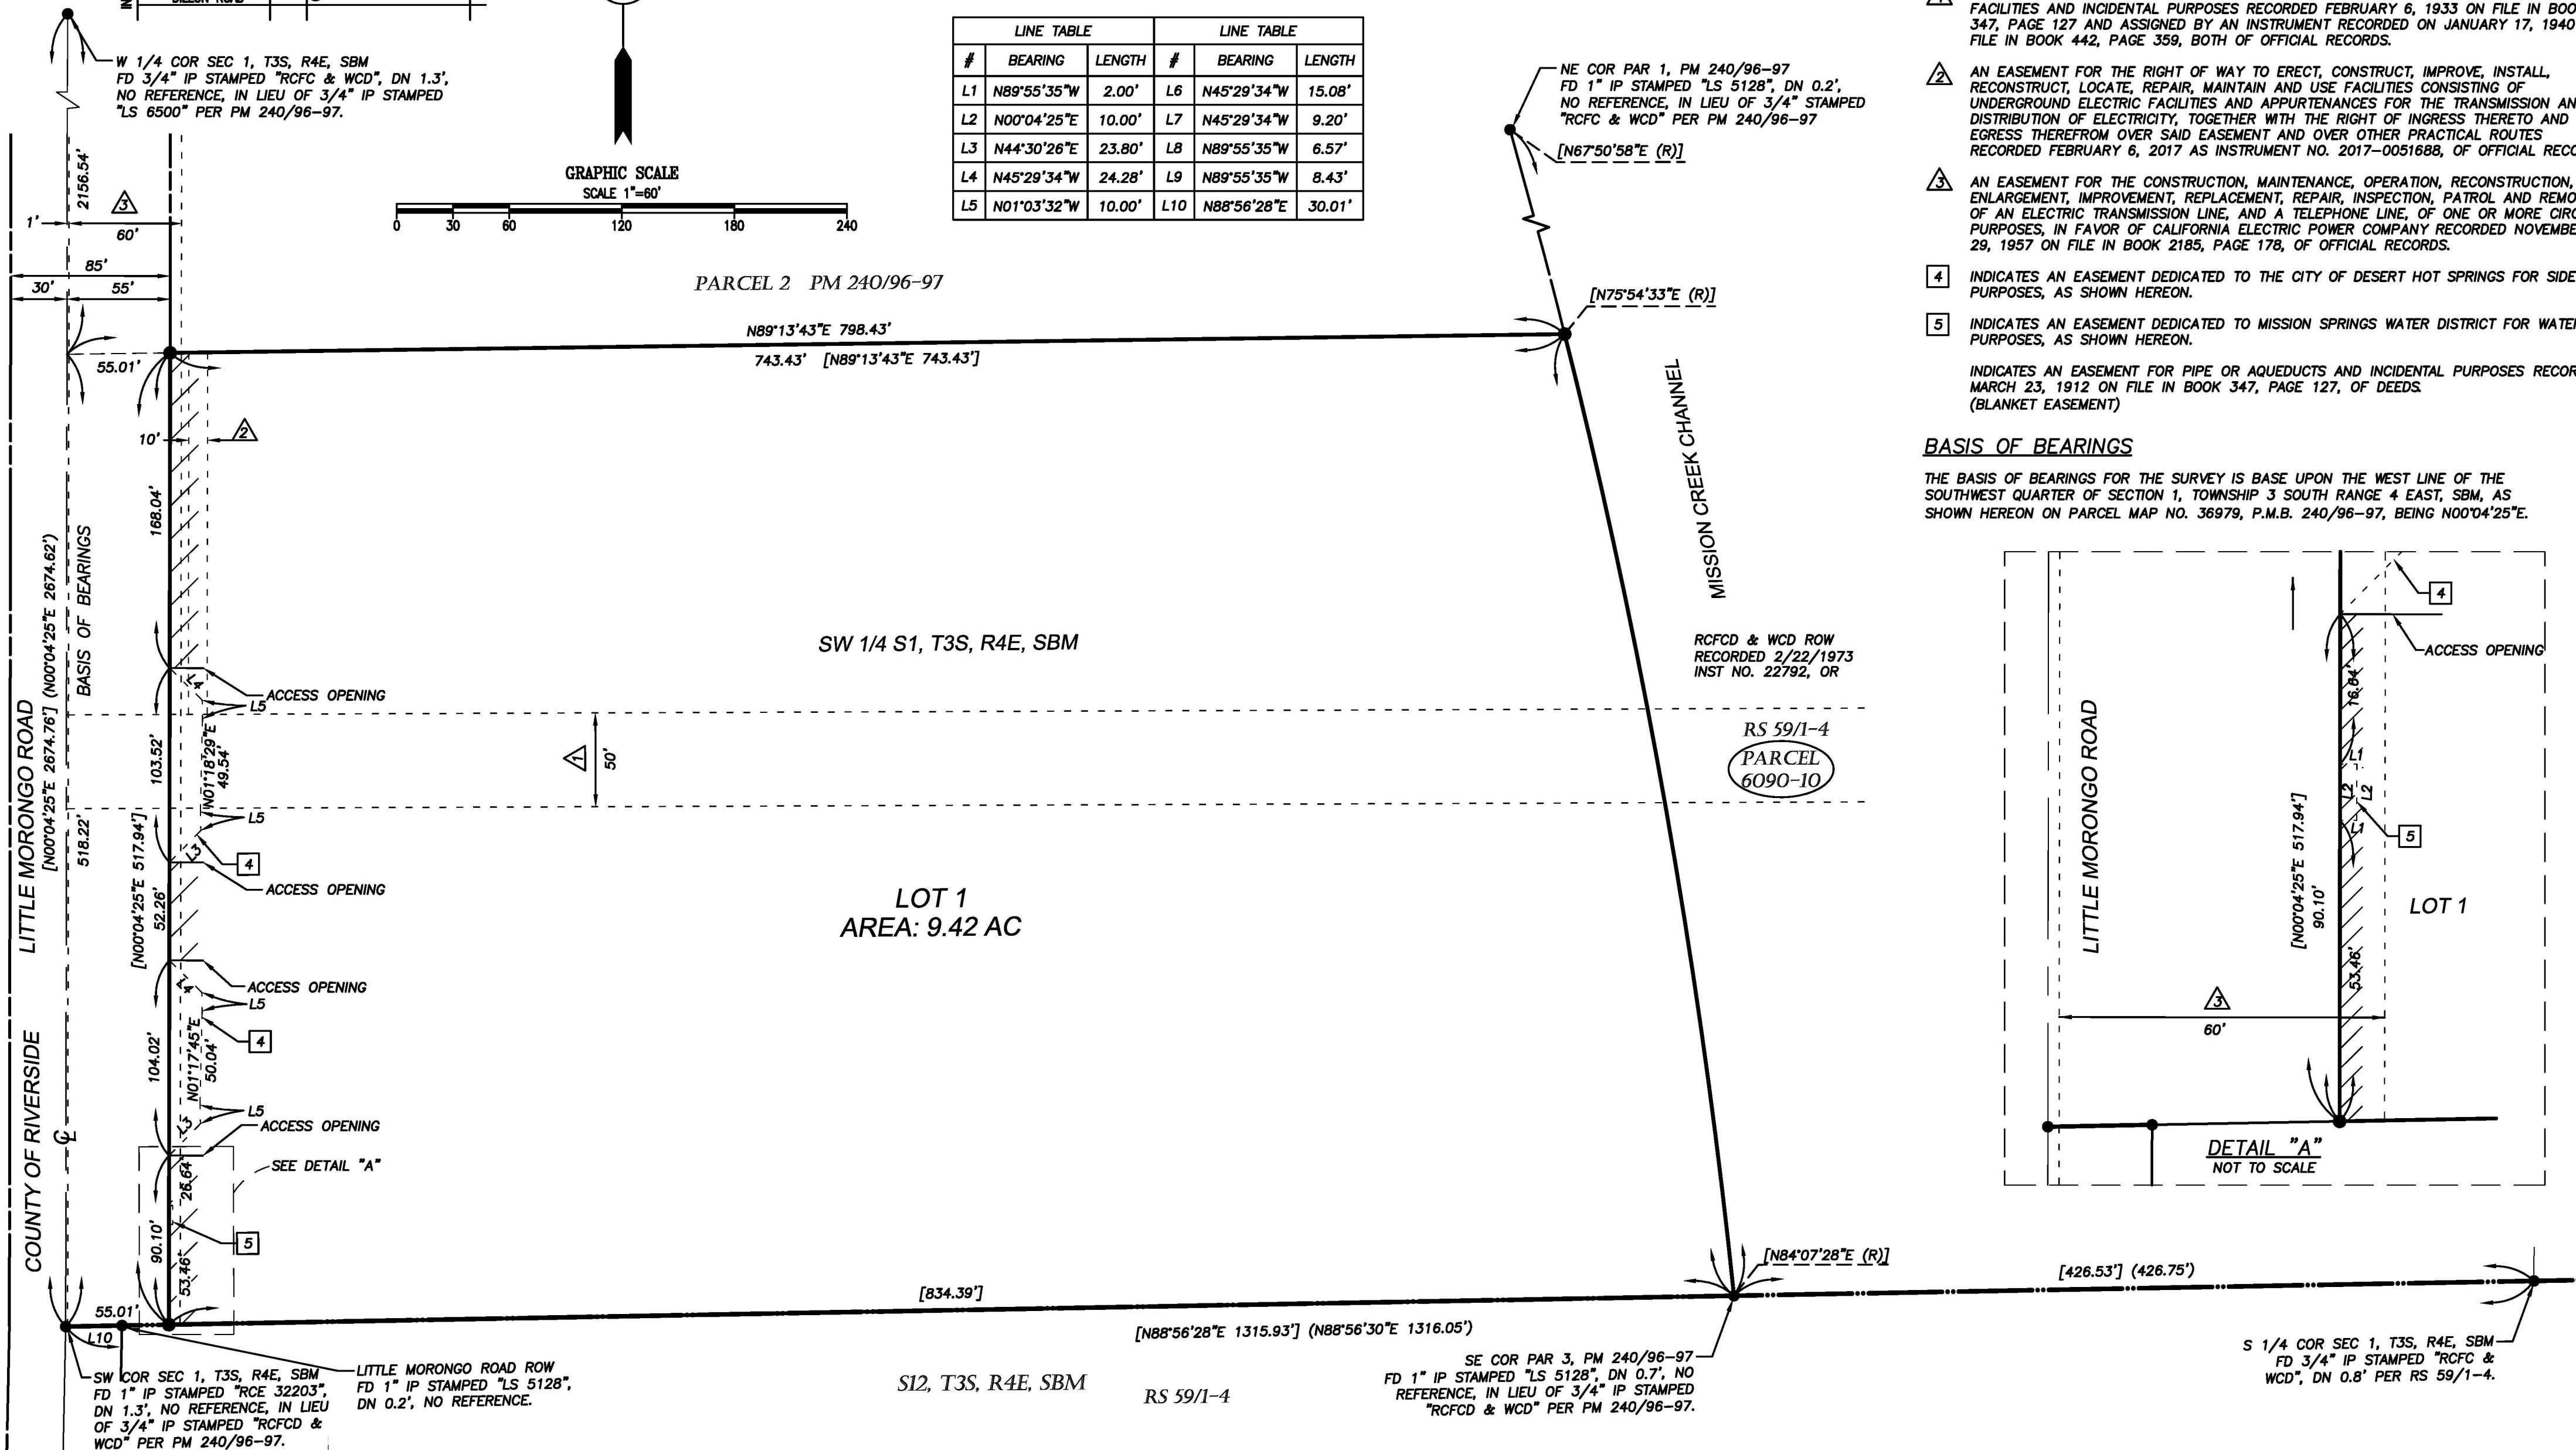 DILLON ROAD
W 1/4 COR SEC 1, T3S, R4E, SBM
FD 3/4" IP STAMPED "RCFC & WCD", DN 1.3',
NO REFERENCE, IN LIEU OF 3/4" IP STAMPED
"LS 6500" PER PM 240/96-97.
GRAPHIC SCALE
SCALE 1"=60'
0 30 60 120 180 240
LINE TABLE LINE TABLE
# BEARING LENGTH # BEARING LENGTH
L1 N89°55'35"W 2.00' L6 N45°29'34"W 15.08'
L2 N00°04'25"E 10.00' L7 N45°29'34"W 9.20'
L3 N44°30'26"E 23.80' L8 N89°55'35"W 6.57'
L4 N45°29'34"W 24.28' L9 N89°55'35"W 8.43'
L5 N01°03'32"W 10.00' L10 N88°56'28"E 30.01'
NE COR PAR 1, PM 240/96-97
FD 1" IP STAMPED "LS 5128", DN 0.2',
NO REFERENCE, IN LIEU OF 3/4" STAMPED
"RCFC & WCD" PER PM 240/96-97
[N67°50'58"E (R)]
FACILITIES AND INCIDENTAL PURPOSES RECORDED FEBRUARY 6, 1933 ON FILE IN BOO
347, PAGE 127 AND ASSIGNED BY AN INSTRUMENT RECORDED ON JANUARY 17, 1940
FILE IN BOOK 442, PAGE 359, BOTH OF OFFICIAL RECORDS.
2 AN EASEMENT FOR THE RIGHT OF WAY TO ERECT, CONSTRUCT, IMPROVE, INSTALL,
RECONSTRUCT, LOCATE, REPAIR, MAINTAIN AND USE FACILITIES CONSISTING OF
UNDERGROUND ELECTRIC FACILITIES AND APPURTENANCES FOR THE TRANSMISSION AN
DISTRIBUTION OF ELECTRICITY, TOGETHER WITH THE RIGHT OF INGRESS THERETO AND
EGRESS THEREFROM OVER SAID EASEMENT AND OVER OTHER PRACTICAL ROUTES
RECORDED FEBRUARY 6, 2017 AS INSTRUMENT NO. 2017-0051688, OF OFFICIAL RECO
3 AN EASEMENT FOR THE CONSTRUCTION, MAINTENANCE, OPERATION, RECONSTRUCTION,
ENLARGEMENT, IMPROVEMENT, REPLACEMENT, REPAIR, INSPECTION, PATROL AND REMO
OF AN ELECTRIC TRANSMISSION LINE, AND A TELEPHONE LINE, OF ONE OR MORE CIRC
PURPOSES, IN FAVOR OF CALIFORNIA ELECTRIC POWER COMPANY RECORDED NOVEMBE
29, 1957 ON FILE IN BOOK 2185, PAGE 178, OF OFFICIAL RECORDS.
4 INDICATES AN EASEMENT DEDICATED TO THE CITY OF DESERT HOT SPRINGS FOR SIDE
PURPOSES, AS SHOWN HEREON.
5 INDICATES AN EASEMENT DEDICATED TO MISSION SPRINGS WATER DISTRICT FOR WATE
PURPOSES, AS SHOWN HEREON.
INDICATES AN EASEMENT FOR PIPE OR AQUEDUCTS AND INCIDENTAL PURPOSES RECOR
MARCH 23, 1912 ON FILE IN BOOK 347, PAGE 127, OF DEEDS.
(BLANKET EASEMENT)
BASIS OF BEARINGS
THE BASIS OF BEARINGS FOR THE SURVEY IS BASE UPON THE WEST LINE OF THE
SOUTHWEST QUARTER OF SECTION 1, TOWNSHIP 3 SOUTH RANGE 4 EAST, SBM, AS
SHOWN HEREON ON PARCEL MAP NO. 36979, P.M.B. 240/96-97, BEING N00°04'25"E.
2156.54'
3
1'
60'
85'
30' 55'
55.01'
PARCEL 2 PM 240/96-97
N89°13'43"E 798.43'
743.43' [N89°13'43"E 743.43']
[N75°54'33"E (R)]
MISSION CREEK CHANNEL
10'
2
168.04'
LITTLE MORONGO ROAD
[N00°04'25"E 2674.76'] (N00°04'25"E 2674.62')
BASIS OF BEARINGS
SW 1/4 S1, T3S, R4E, SBM
RCFCD & WCD ROW
RECORDED 2/22/1973
INST NO. 22792, OR
RS 59/1-4
PARCEL
6090-10
L4
ACCESS OPENING
L5
103.52'
N01°18'29"E
49.54'
1
50'
518.22'
[N00°04'25"E 517.94']
L5
4
L3
ACCESS OPENING
52.26'
LOT 1
AREA: 9.42 AC
ACCESS OPENING
L4
L5
4
104.02'
N01°17'45"E
50.04'
L5
L3
ACCESS OPENING
COUNTY OF RIVERSIDE
CL
SEE DETAIL "A"
26.64'
90.10'
5
53.46'
55.01'
L10
SW COR SEC 1, T3S, R4E, SBM
FD 1" IP STAMPED "RCE 32203",
DN 1.3', NO REFERENCE, IN LIEU
OF 3/4" IP STAMPED "RCFCD &
WCD" PER PM 240/96-97.
LITTLE MORONGO ROAD ROW
FD 1" IP STAMPED "LS 5128",
DN 0.2', NO REFERENCE.
[834.39']
[N88°56'28"E 1315.93'] (N88°56'30"E 1316.05')
S12, T3S, R4E, SBM
RS 59/1-4
[N84°07'28"E (R)]
SE COR PAR 3, PM 240/96-97
FD 1" IP STAMPED "LS 5128", DN 0.7', NO
REFERENCE, IN LIEU OF 3/4" IP STAMPED
"RCFCD & WCD" PER PM 240/96-97.
[426.53'] (426.75')
S 1/4 COR SEC 1, T3S, R4E, SBM
FD 3/4" IP STAMPED "RCFC &
WCD", DN 0.8' PER RS 59/1-4.
4
ACCESS OPENING
16.64'
L1
L2 L2
L1
5
LITTLE MORONGO ROAD
[N00°04'25"E 517.94']
90.10'
LOT 1
53.46'
3
60'
DETAIL "A"
NOT TO SCALE